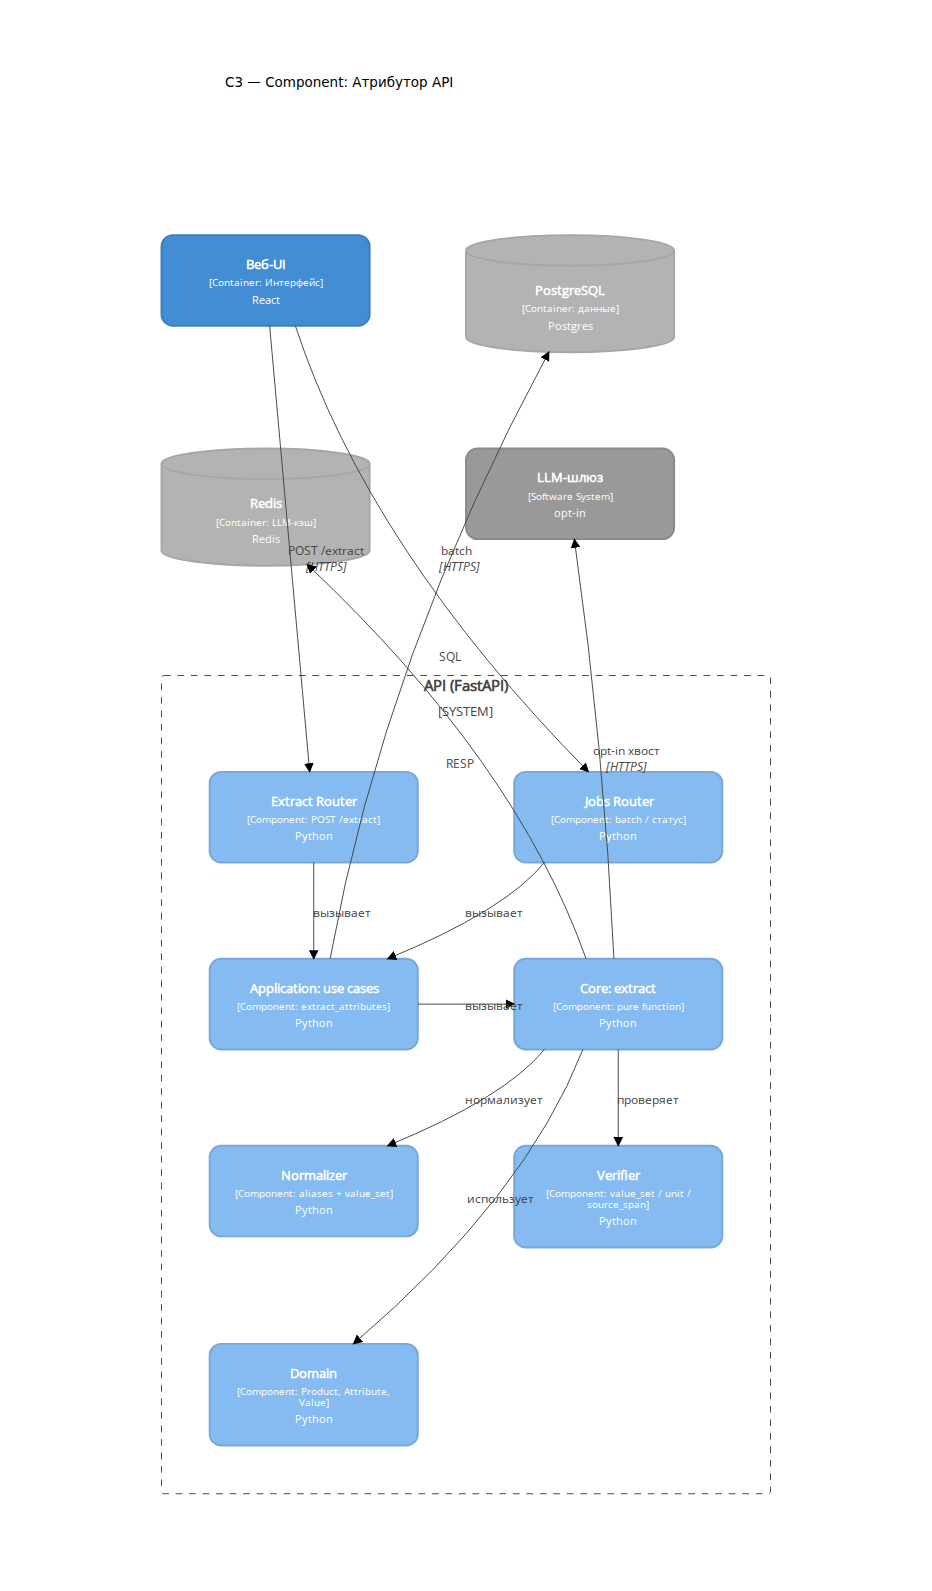 C3 — Component: Атрибутор API
Веб-UI
[Container: Интерфейс]
React
PostgreSQL
[Container: данные]
Postgres
Redis
[Container: LLM-кэш]
Redis
LLM-шлюз
[Software System]
opt-in
POST /extract
[HTTPS]
batch
[HTTPS]
SQL
API (FastAPI)
[SYSTEM]
RESP
opt-in хвост
[HTTPS]
Extract Router
[Component: POST /extract]
Python
Jobs Router
[Component: batch / статус]
Python
вызывает
вызывает
Application: use cases
[Component: extract_attributes]
Python
вызывает
Core: extract
[Component: pure function]
Python
нормализует
проверяет
Normalizer
[Component: aliases + value_set]
Python
Verifier
[Component: value_set / unit /
source_span]
Python
использует
Domain
[Component: Product, Attribute,
Value]
Python